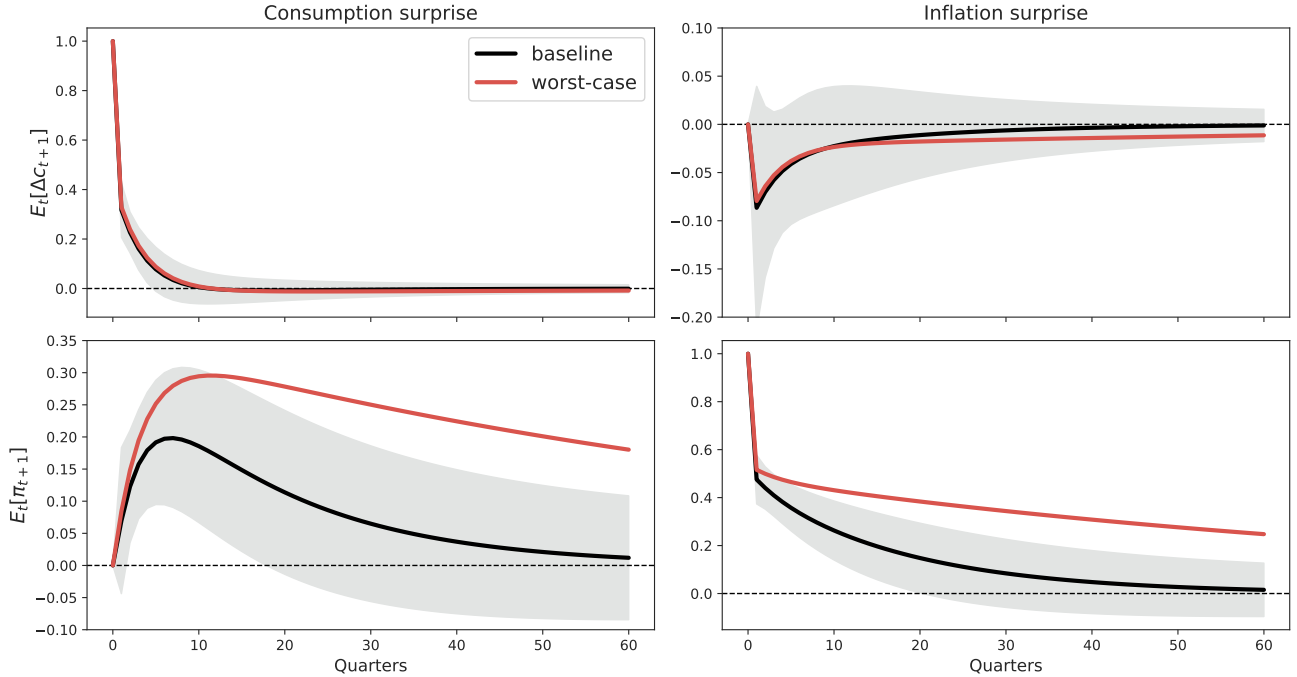 Consumption surprise
Inflation surprise
1.0
0.8
0.6
0.4
0.2
0.0
E_t[Δc_{t+1}]
baseline
worst-case
0.10
0.05
0.00
−0.05
−0.10
−0.15
−0.20
0.35
0.30
0.25
0.20
0.15
0.10
0.05
0.00
−0.05
−0.10
E_t[π_{t+1}]
0 10 20 30 40 50 60
Quarters
1.0
0.8
0.6
0.4
0.2
0.0
0 10 20 30 40 50 60
Quarters